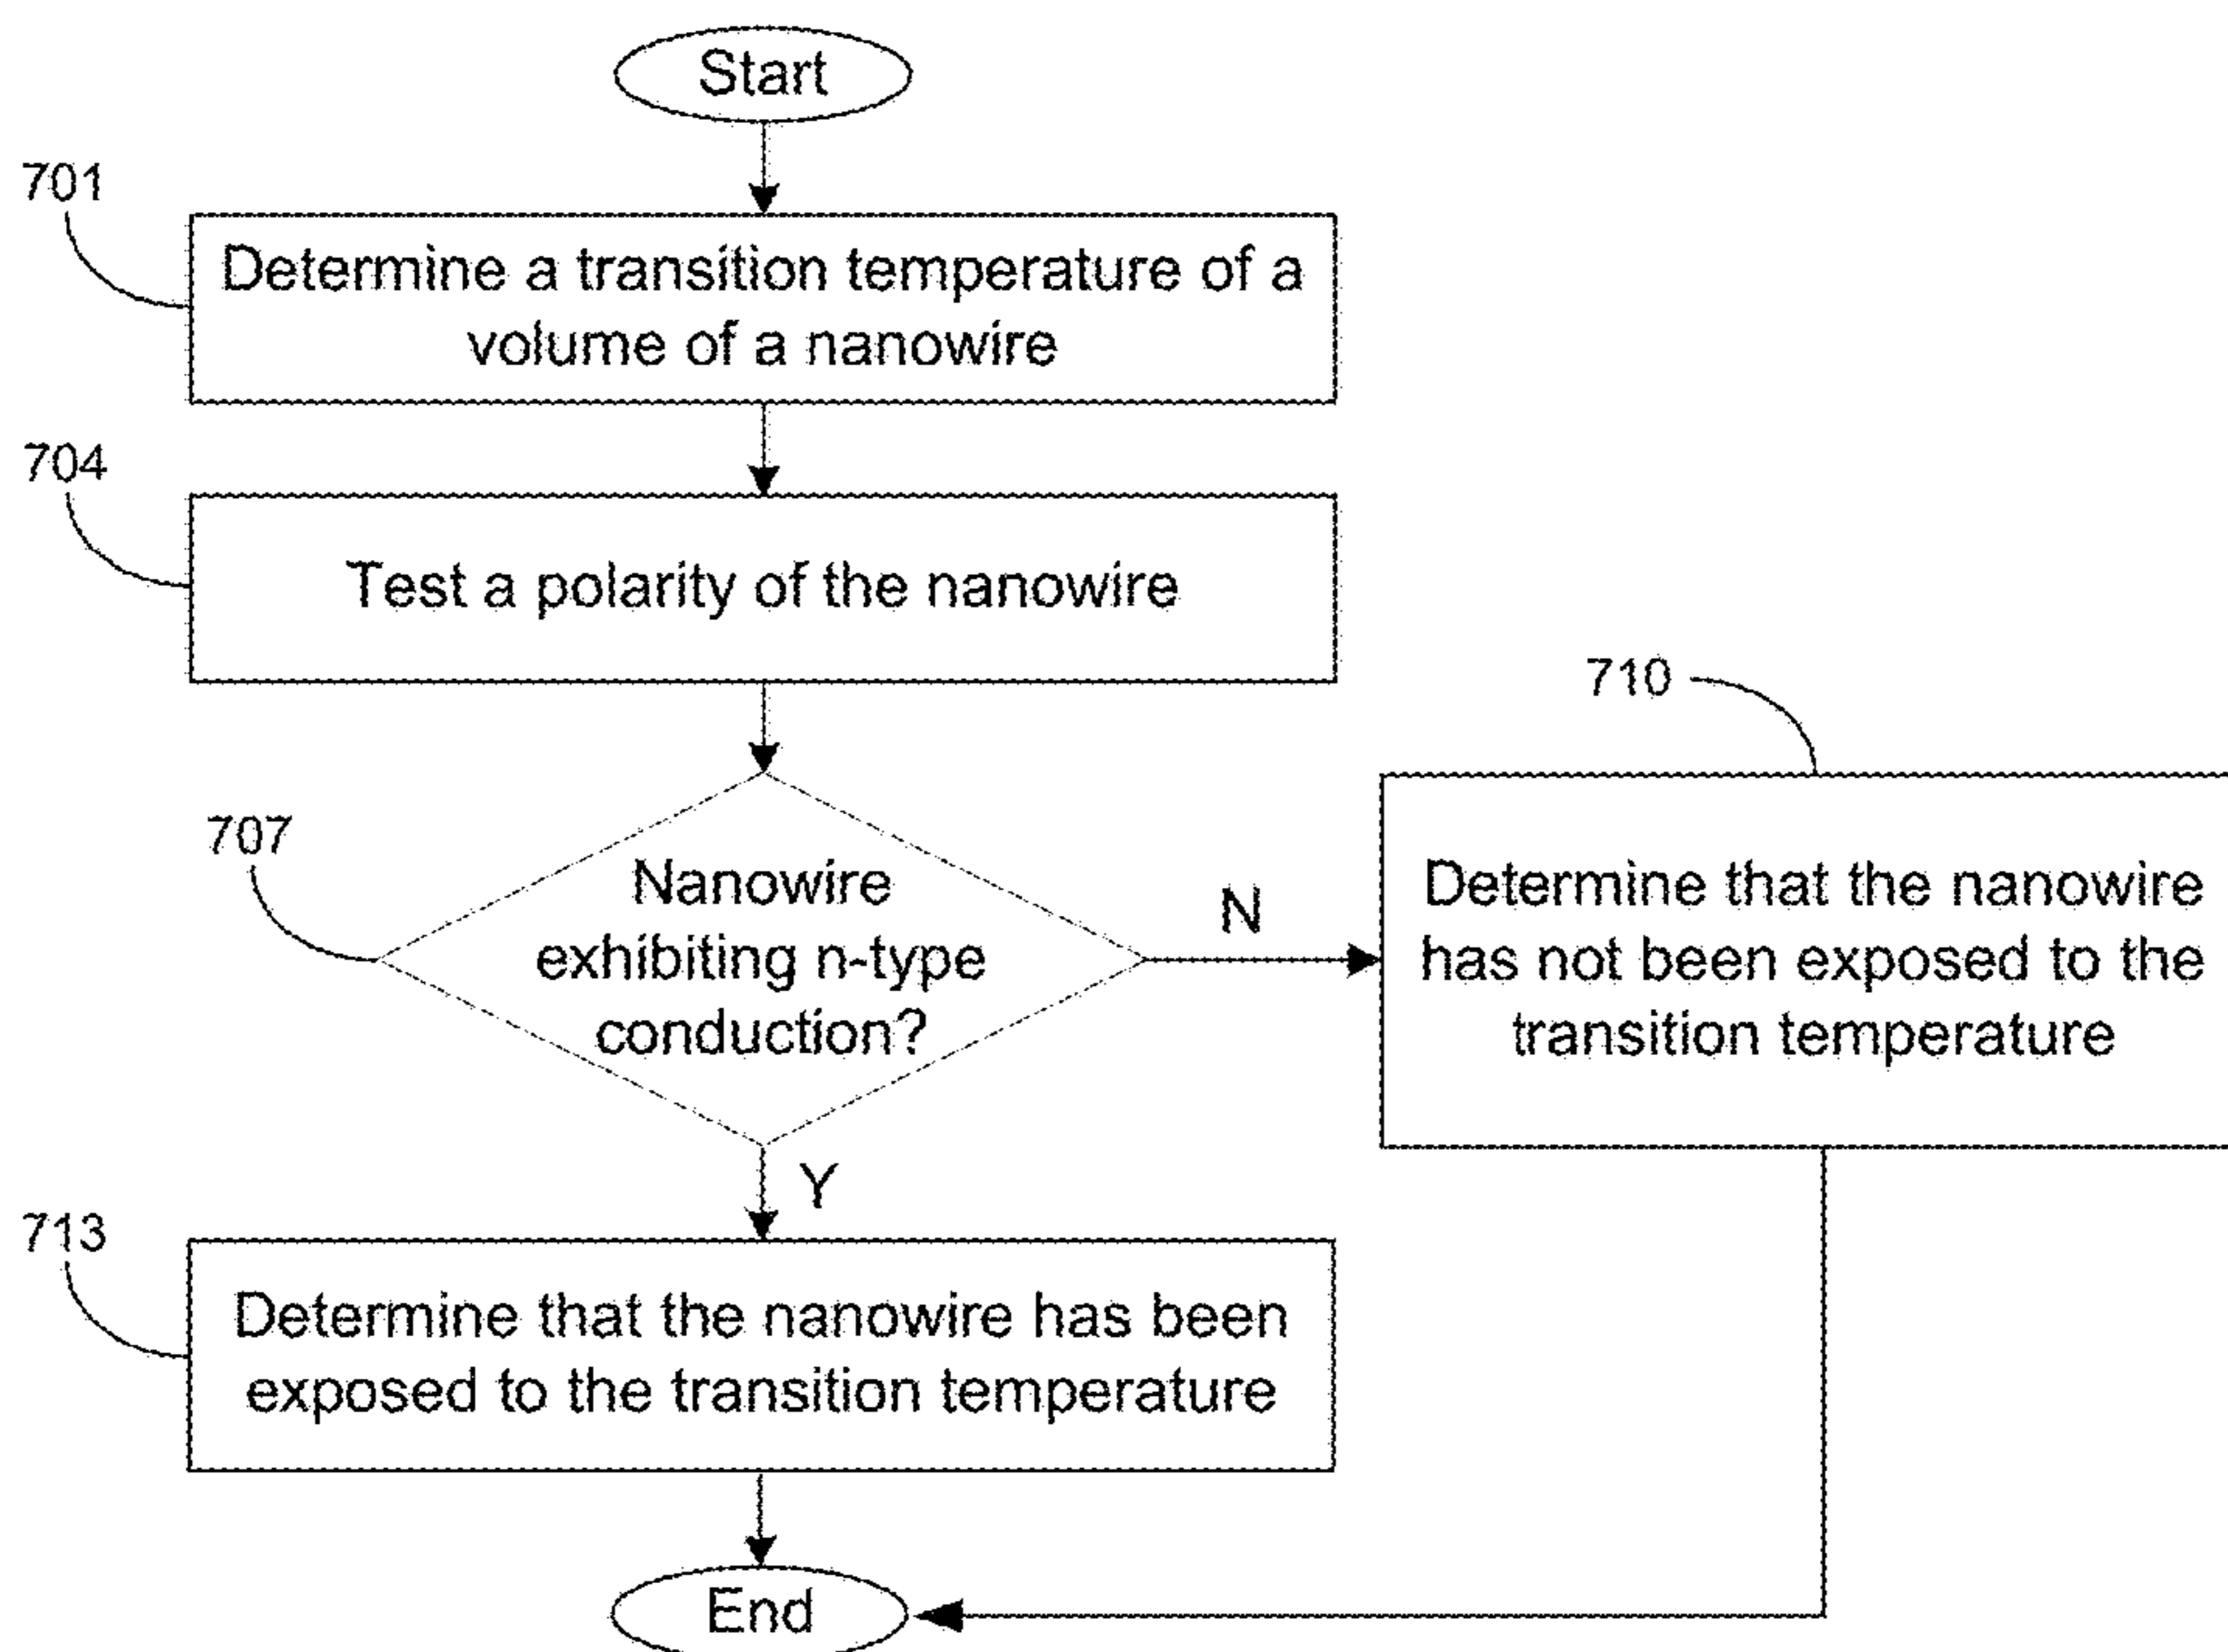 Start
701
Determine a transition temperature of a
volume of a nanowire
704
Test a polarity of the nanowire
710
707
Nanowire
exhibiting n-type
conduction?
N
Determine that the nanowire
has not been exposed to the
transition temperature
Y
713
Determine that the nanowire has been
exposed to the transition temperature
End